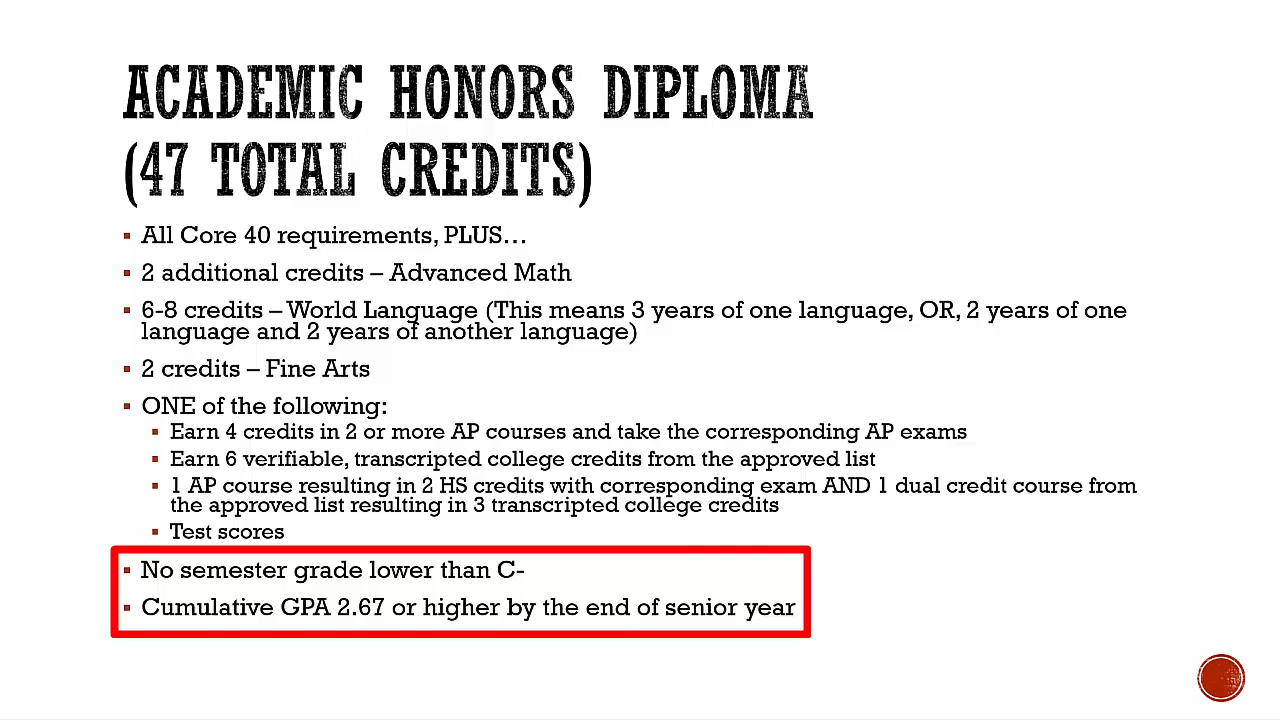 ACADEMIC HONORS DIPLOMA
(47 TOTAL CREDITS)
All Core 40 requirements, PLUS…
2 additional credits – Advanced Math
6-8 credits – World Language (This means 3 years of one language, OR, 2 years of one
language and 2 years of another language)
2 credits – Fine Arts
ONE of the following:
Earn 4 credits in 2 or more AP courses and take the corresponding AP exams
Earn 6 verifiable, transcripted college credits from the approved list
1 AP course resulting in 2 HS credits with corresponding exam AND 1 dual credit course from
the approved list resulting in 3 transcripted college credits
Test scores
No semester grade lower than C-
Cumulative GPA 2.67 or higher by the end of senior year